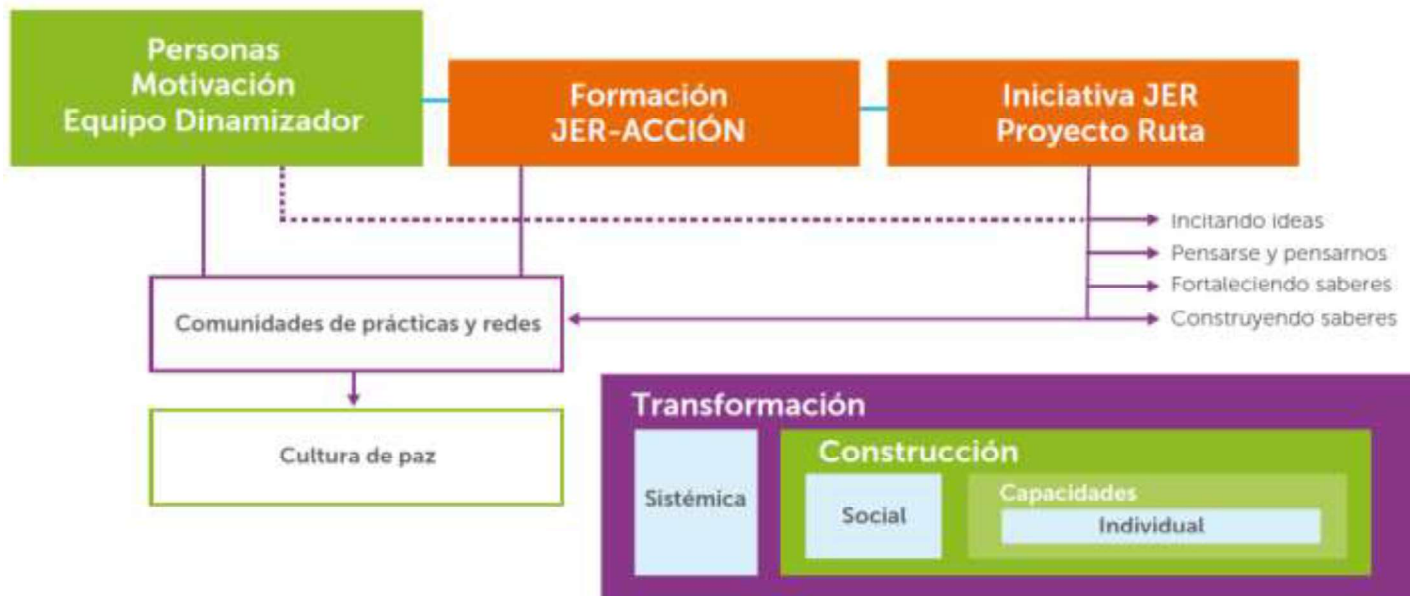 Personas
Motivación
Equipo Dinamizador
Formación
JER-ACCIÓN
Iniciativa JER
Proyecto Ruta
Incitando ideas
Pensarse y pensarnos
Fortaleciendo saberes
Construyendo saberes
Comunidades de prácticas y redes
Cultura de paz
Transformación
Sistémica
Construcción
Social
Capacidades
Individual